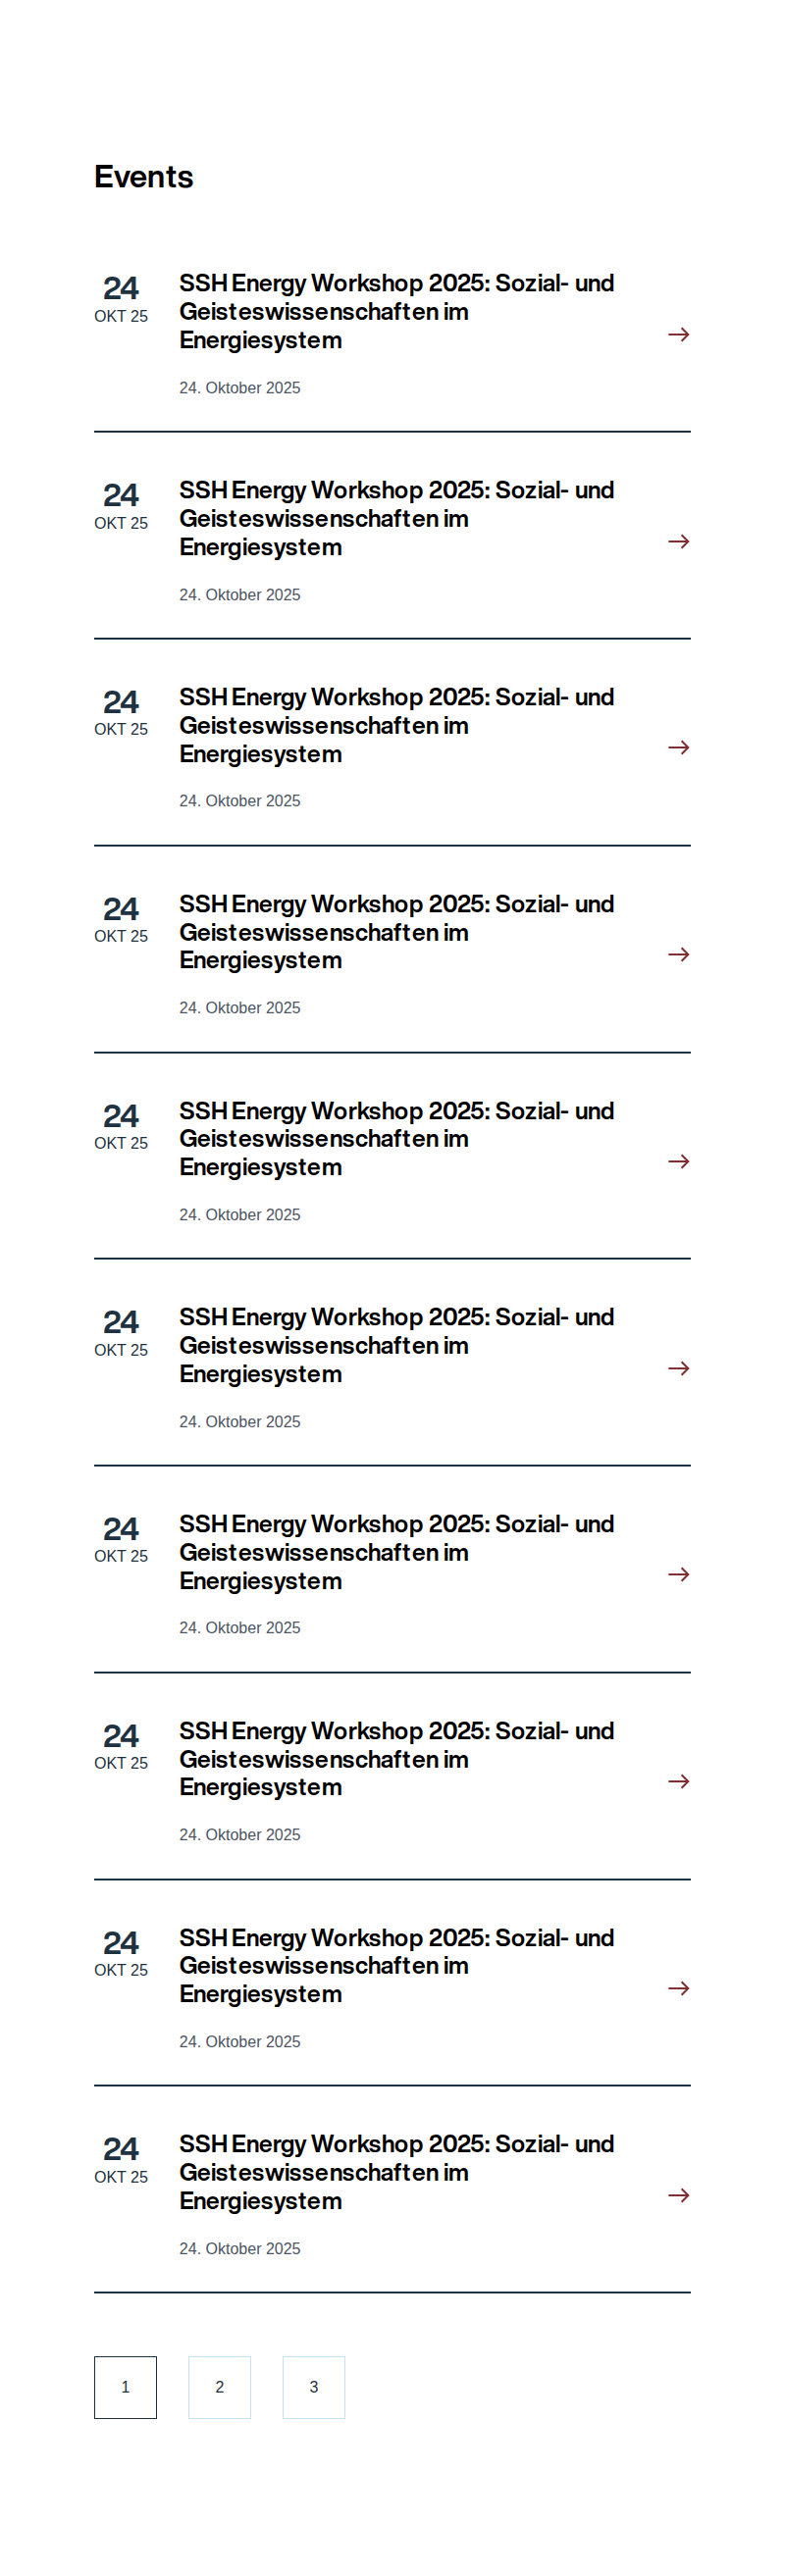 Events
24
OKT 25
SSH Energy Workshop 2025: Sozial- und
Geisteswissenschaften im
Energiesystem
24. Oktober 2025
24
OKT 25
SSH Energy Workshop 2025: Sozial- und
Geisteswissenschaften im
Energiesystem
24. Oktober 2025
24
OKT 25
SSH Energy Workshop 2025: Sozial- und
Geisteswissenschaften im
Energiesystem
24. Oktober 2025
24
OKT 25
SSH Energy Workshop 2025: Sozial- und
Geisteswissenschaften im
Energiesystem
24. Oktober 2025
24
OKT 25
SSH Energy Workshop 2025: Sozial- und
Geisteswissenschaften im
Energiesystem
24. Oktober 2025
24
OKT 25
SSH Energy Workshop 2025: Sozial- und
Geisteswissenschaften im
Energiesystem
24. Oktober 2025
24
OKT 25
SSH Energy Workshop 2025: Sozial- und
Geisteswissenschaften im
Energiesystem
24. Oktober 2025
24
OKT 25
SSH Energy Workshop 2025: Sozial- und
Geisteswissenschaften im
Energiesystem
24. Oktober 2025
24
OKT 25
SSH Energy Workshop 2025: Sozial- und
Geisteswissenschaften im
Energiesystem
24. Oktober 2025
24
OKT 25
SSH Energy Workshop 2025: Sozial- und
Geisteswissenschaften im
Energiesystem
24. Oktober 2025
1 2 3